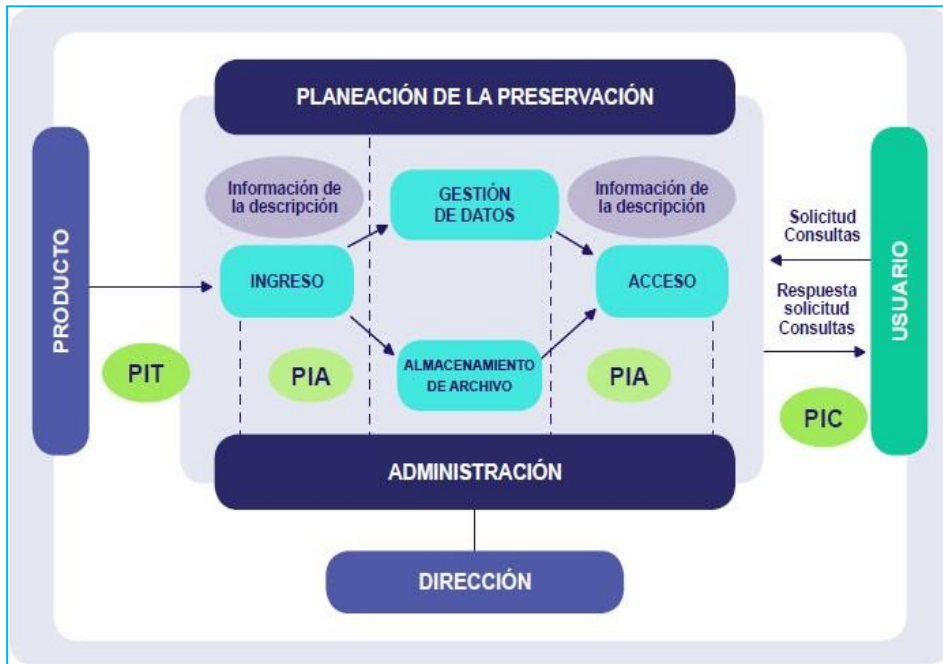 PLANEACIÓN DE LA PRESERVACIÓN
PRODUCTO
Información de
la descripción
GESTIÓN
DE DATOS
Información de
la descripción
Solicitud
Consultas
INGRESO
ACCESO
Respuesta
solicitud
Consultas
USUARIO
PIT
PIA
ALMACENAMIENTO
DE ARCHIVO
PIA
PIC
ADMINISTRACIÓN
DIRECCIÓN